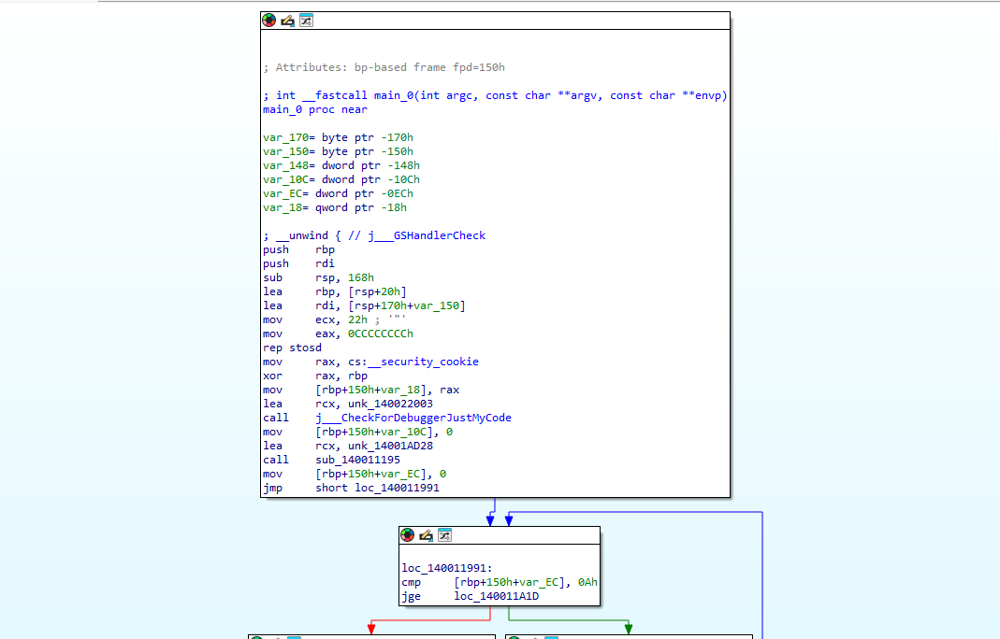 ; Attributes: bp-based frame fpd=150h
; int __fastcall main_0(int argc, const char **argv, const char **envp)
main_0 proc near
var_170= byte ptr -170h
var_150= byte ptr -150h
var_148= dword ptr -148h
var_10C= dword ptr -10Ch
var_EC= dword ptr -0ECh
var_18= qword ptr -18h
; __unwind { // j___GSHandlerCheck
push    rbp
push    rdi
sub     rsp, 168h
lea     rbp, [rsp+20h]
lea     rdi, [rsp+170h+var_150]
mov     ecx, 22h ; '"'
mov     eax, 0CCCCCCCCh
rep stosd
mov     rax, cs:__security_cookie
xor     rax, rbp
mov     [rbp+150h+var_18], rax
lea     rcx, unk_140022003
call    j___CheckForDebuggerJustMyCode
mov     [rbp+150h+var_10C], 0
lea     rcx, unk_14001AD28
call    sub_140011195
mov     [rbp+150h+var_EC], 0
jmp     short loc_140011991
loc_140011991:
cmp     [rbp+150h+var_EC], 0Ah
jge     loc_140011A1D